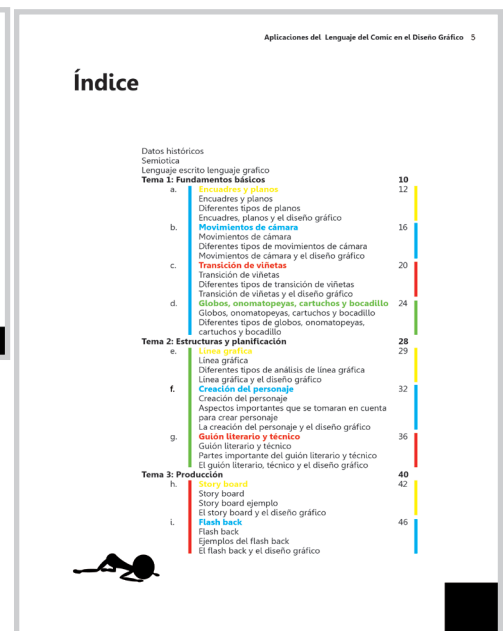 Aplicaciones del Lenguaje del Comic en el Diseño Gráfico 5
Índice
Datos históricos
Semiotica
Lenguaje escrito lenguaje grafico
Tema 1: Fundamentos básicos 10
a. Encuadres y planos 12
Encuadres y planos
Diferentes tipos de planos
Encuadres, planos y el diseño gráfico
b. Movimientos de cámara 16
Movimientos de cámara
Diferentes tipos de movimientos de cámara
Movimientos de cámara y el diseño gráfico
c. Transición de viñetas 20
Transición de viñetas
Diferentes tipos de transición de viñetas
Transición de viñetas y el diseño gráfico
d. Globos, onomatopeyas, cartuchos y bocadillo 24
Globos, onomatopeyas, cartuchos y bocadillo
Diferentes tipos de globos, onomatopeyas,
cartuchos y bocadillo
Tema 2: Estructuras y planificación 28
e. Línea gráfica 29
Línea gráfica
Diferentes tipos de análisis de línea gráfica
Línea gráfica y el diseño gráfico
f. Creación del personaje 32
Creación del personaje
Aspectos importantes que se tomaran en cuenta
para crear personaje
La creación del personaje y el diseño gráfico
g. Guión literario y técnico 36
Guión literario y técnico
Partes importante del guión literario y técnico
El guión literario, técnico y el diseño gráfico
Tema 3: Producción 40
h. Story board 42
Story board
Story board ejemplo
El story board y el diseño gráfico
i. Flash back 46
Flash back
Ejemplos del flash back
El flash back y el diseño gráfico